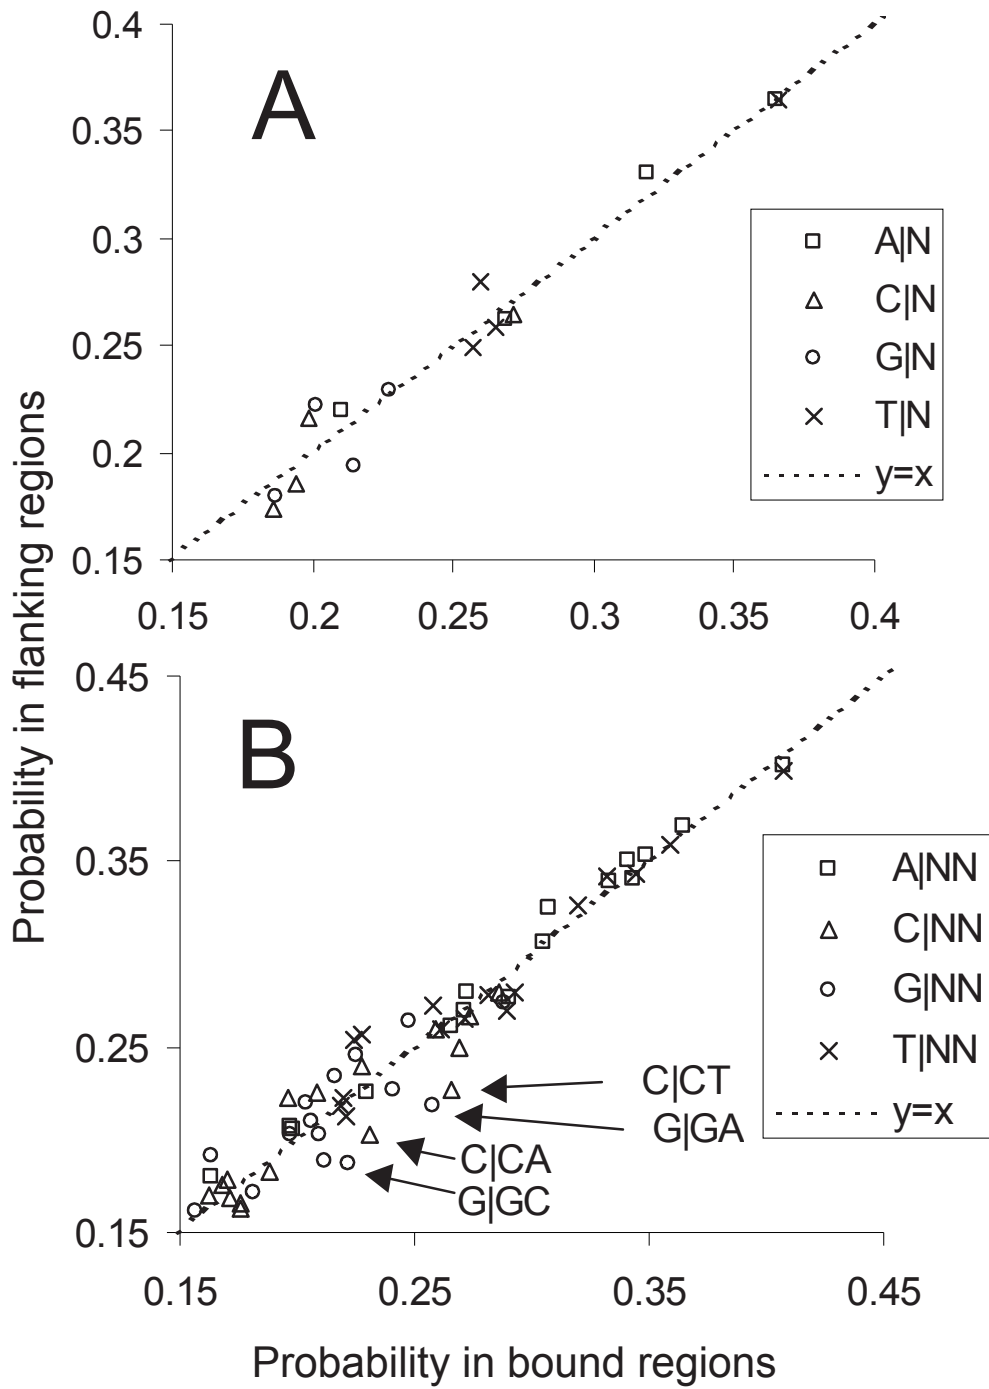 Probability in flanking regions
A
0.4
0.35
0.3
0.25
0.2
0.15
0.15 0.2 0.25 0.3 0.35 0.4
A|N
C|N
G|N
T|N
y=x
B
0.45
0.35
0.25
0.15
0.15 0.25 0.35 0.45
A|NN
C|NN
G|NN
T|NN
y=x
C|CT
G|GA
C|CA
G|GC
Probability in bound regions